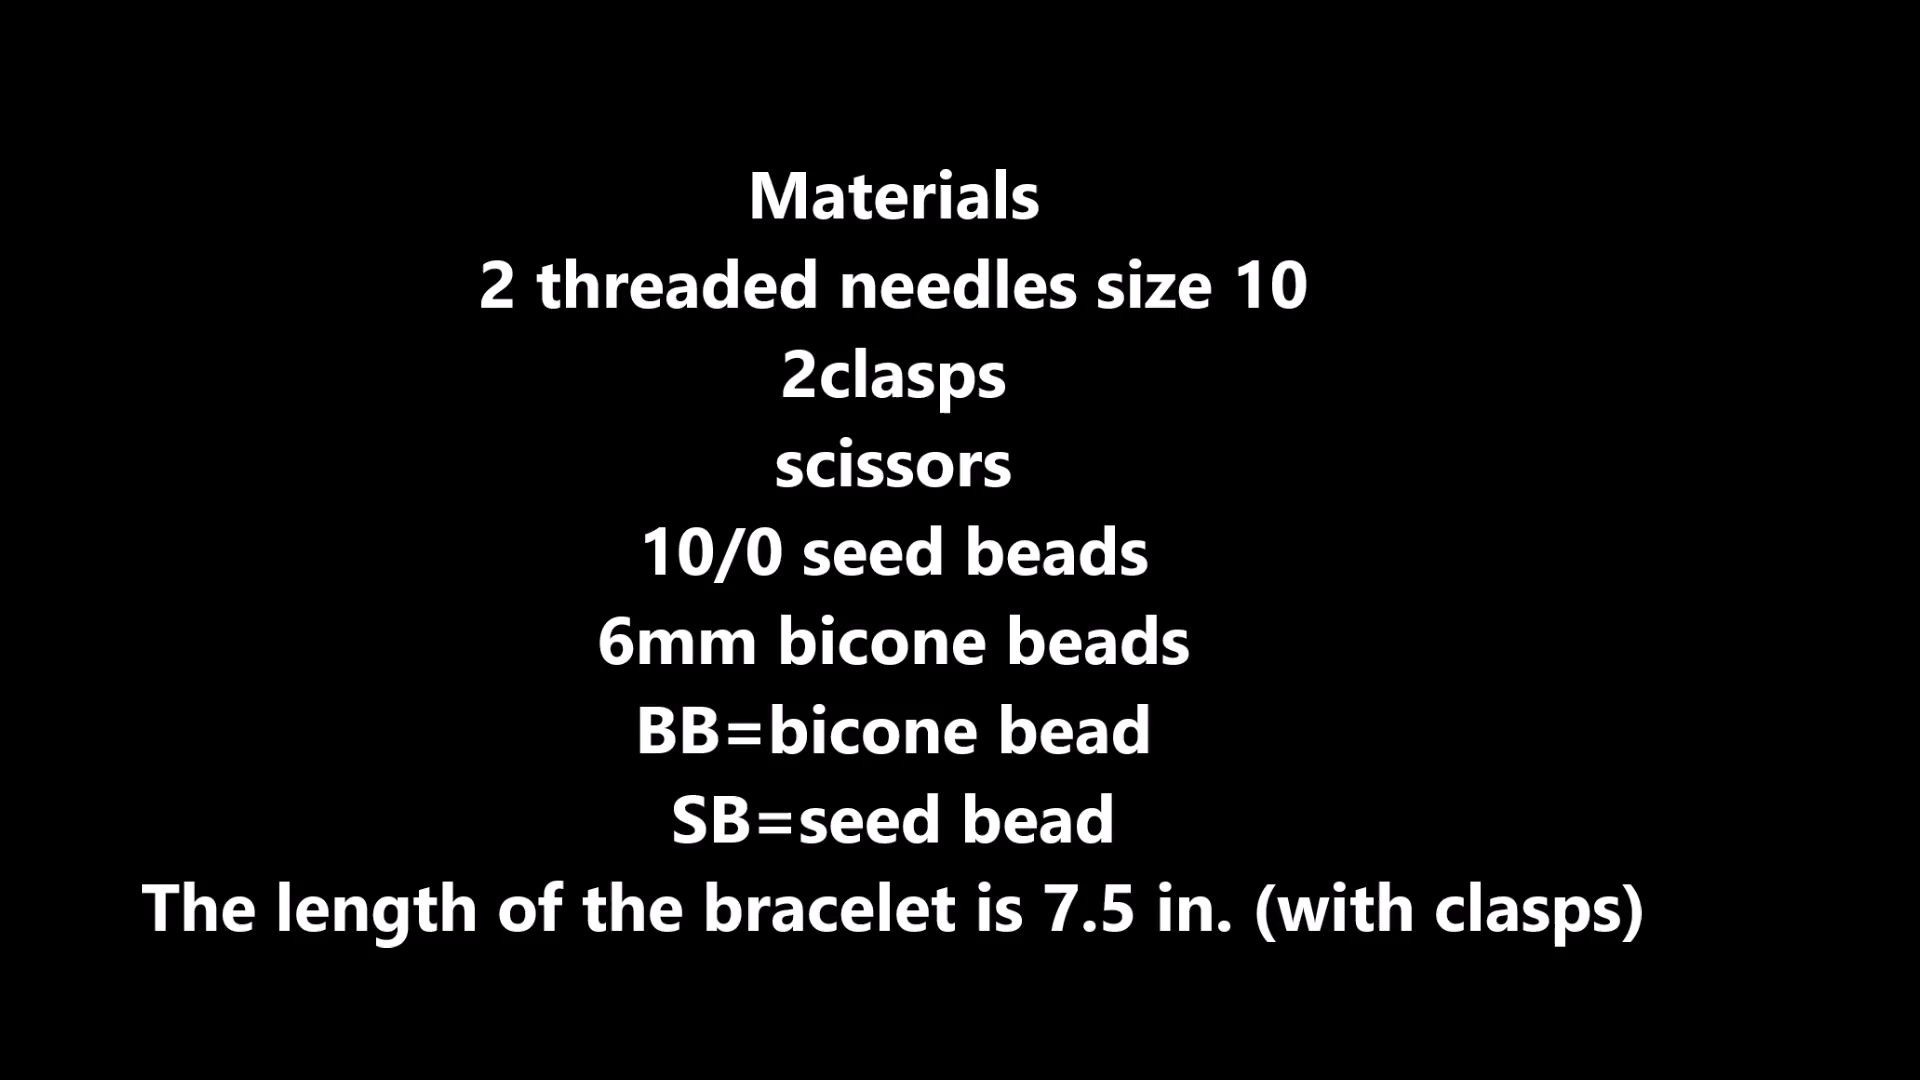 Materials
2 threaded needles size 10
2clasps
scissors
10/0 seed beads
6mm bicone beads
BB=bicone bead
SB=seed bead
The length of the bracelet is 7.5 in. (with clasps)